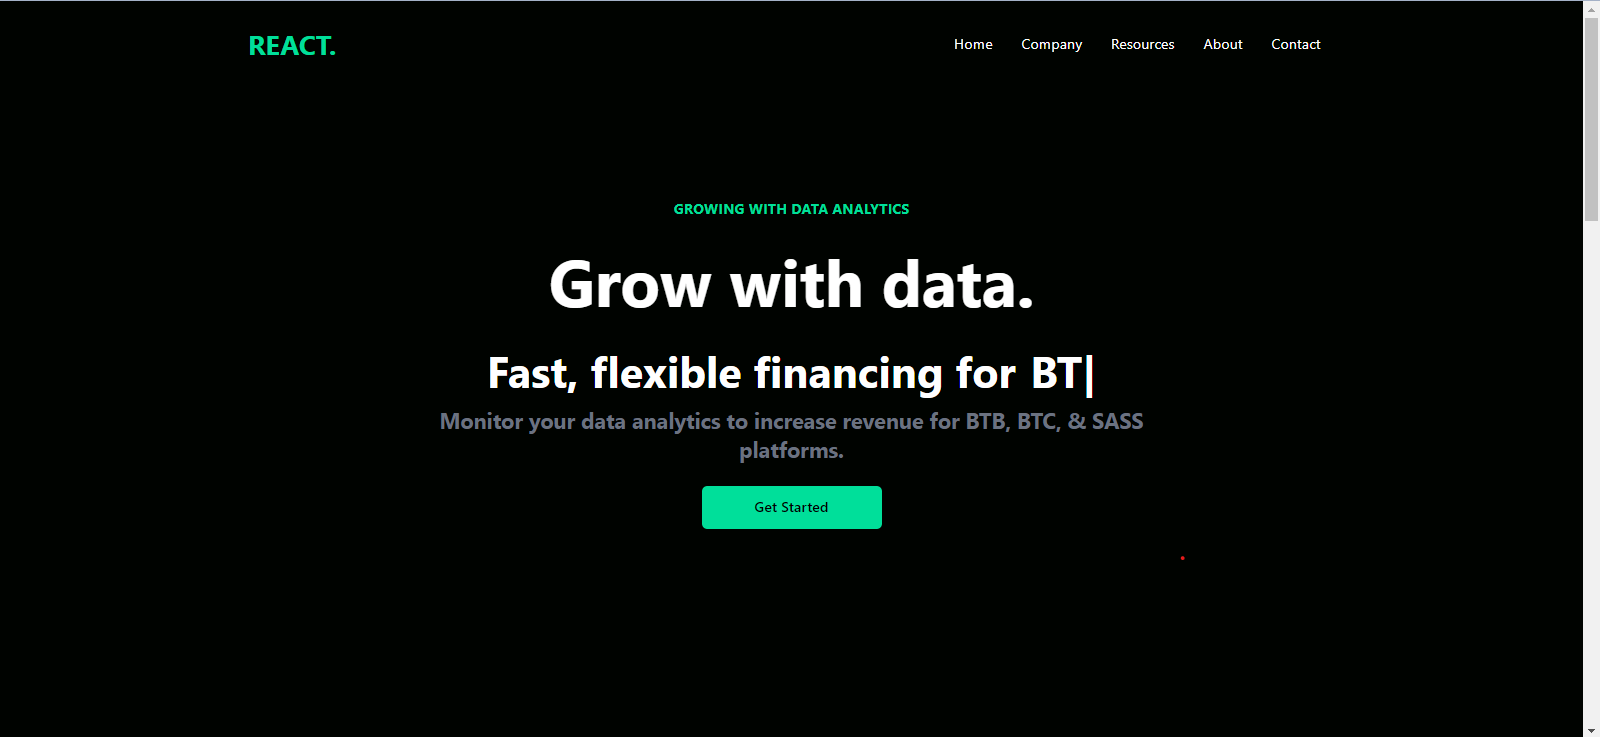 REACT.
Home Company Resources About Contact
GROWING WITH DATA ANALYTICS
Grow with data.
Fast, flexible financing for BT|
Monitor your data analytics to increase revenue for BTB, BTC, & SASS
platforms.
Get Started